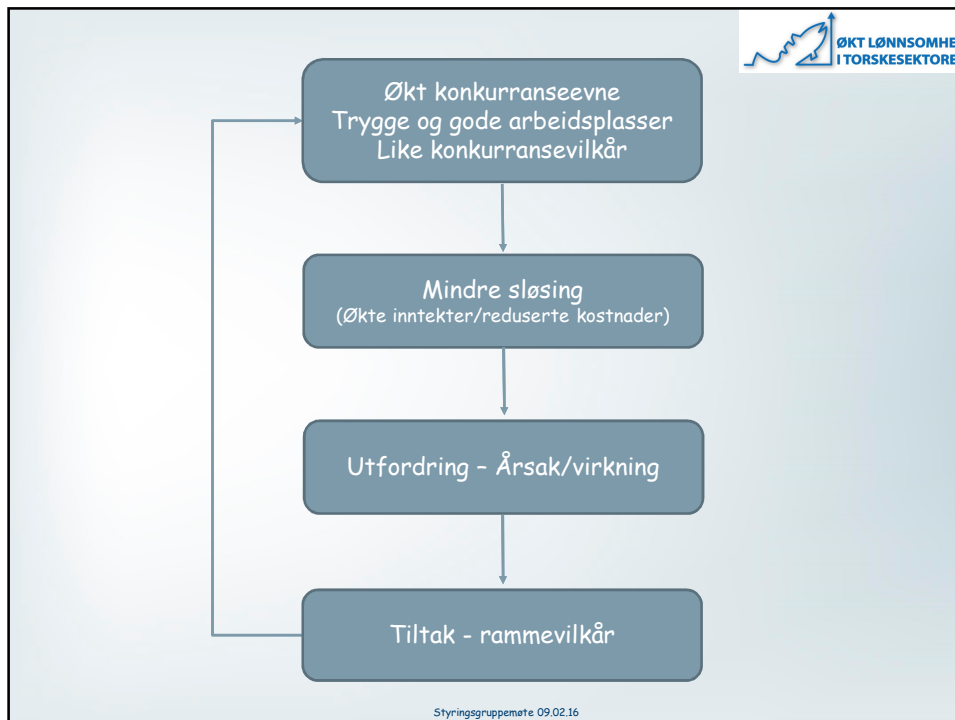 ØKT LØNNSOMHE
I TORSKESEKTORE
Økt konkurranseevne
Trygge og gode arbeidsplasser
Like konkurransevilkår
Mindre sløsing
(Økte inntekter/reduserte kostnader)
Utfordring – Årsak/virkning
Tiltak - rammevilkår
Styringsgruppemøte 09.02.16